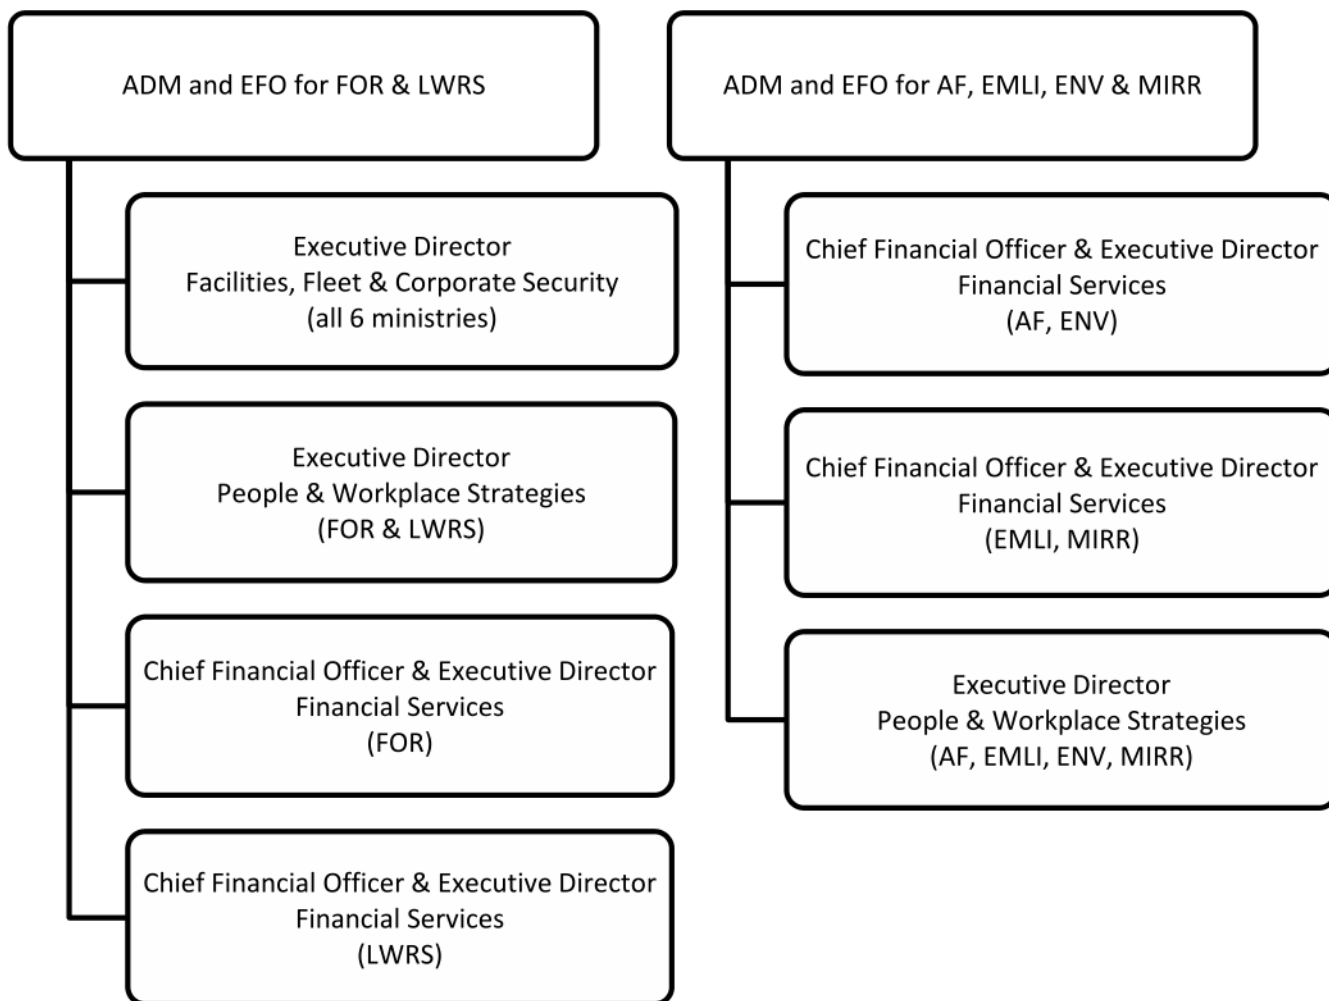 ADM and EFO for FOR & LWRS
Executive Director
Facilities, Fleet & Corporate Security
(all 6 ministries)
Executive Director
People & Workplace Strategies
(FOR & LWRS)
Chief Financial Officer & Executive Director
Financial Services
(FOR)
Chief Financial Officer & Executive Director
Financial Services
(LWRS)
ADM and EFO for AF, EMLI, ENV & MIRR
Chief Financial Officer & Executive Director
Financial Services
(AF, ENV)
Chief Financial Officer & Executive Director
Financial Services
(EMLI, MIRR)
Executive Director
People & Workplace Strategies
(AF, EMLI, ENV, MIRR)